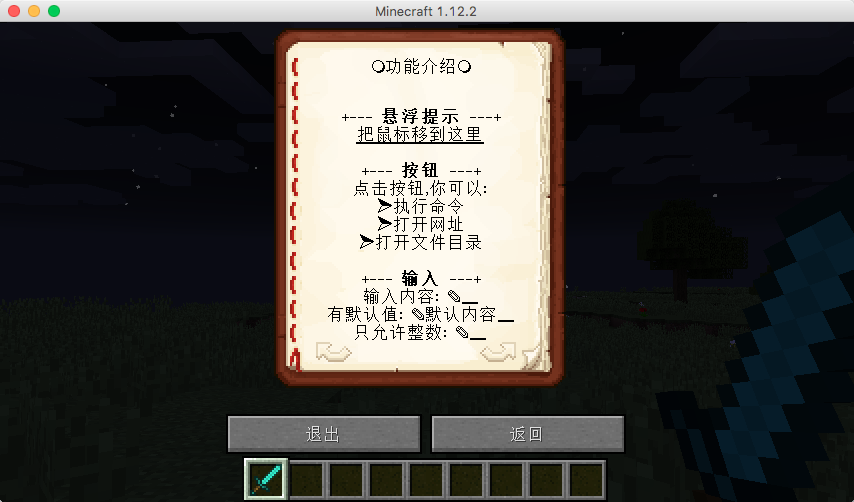 Minecraft 1.12.2
❍功能介绍❍
+--- 悬浮提示 ---+
把鼠标移到这里
+--- 按钮 ---+
点击按钮,你可以:
➢执行命令
➢打开网址
➢打开文件目录
+--- 输入 ---+
输入内容: ✎__
有默认值: ✎默认内容__
只允许整数: ✎__
退出
返回